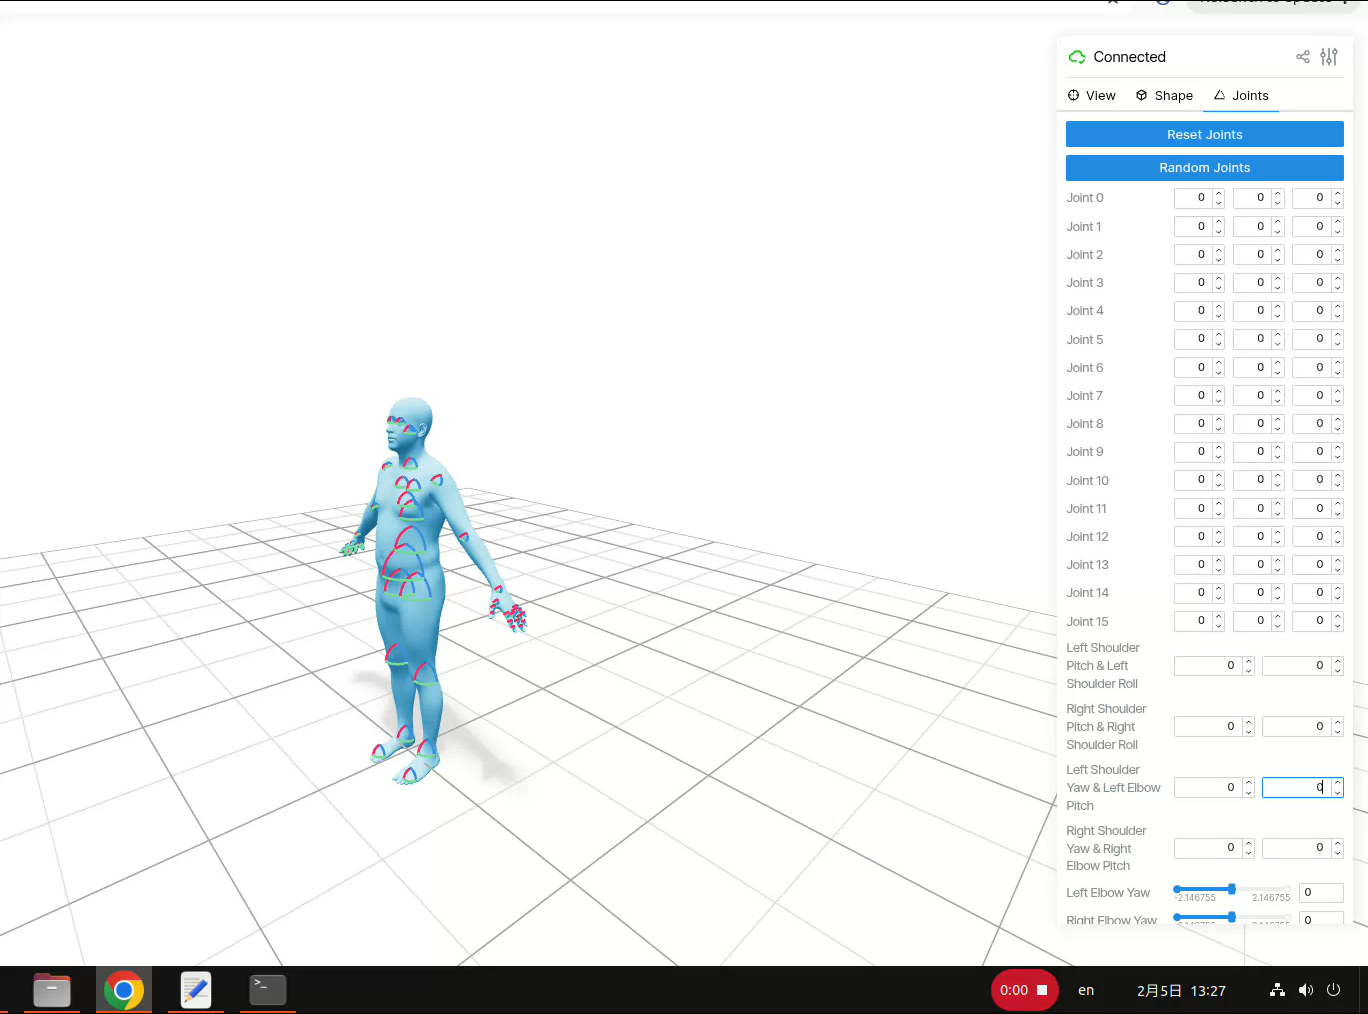 Connected
View Shape Joints
Reset Joints
Random Joints
Joint 0 0 0 0
Joint 1 0 0 0
Joint 2 0 0 0
Joint 3 0 0 0
Joint 4 0 0 0
Joint 5 0 0 0
Joint 6 0 0 0
Joint 7 0 0 0
Joint 8 0 0 0
Joint 9 0 0 0
Joint 10 0 0 0
Joint 11 0 0 0
Joint 12 0 0 0
Joint 13 0 0 0
Joint 14 0 0 0
Joint 15 0 0 0
Left Shoulder
Pitch & Left 0 0
Shoulder Roll
Right Shoulder
Pitch & Right 0 0
Shoulder Roll
Left Shoulder
Yaw & Left Elbow 0 0
Pitch
Right Shoulder
Yaw & Right 0 0
Elbow Pitch
Left Elbow Yaw 0
-2.146755 2.146755
Right Elbow Yaw 0
0:00 en 2月5日 13:27